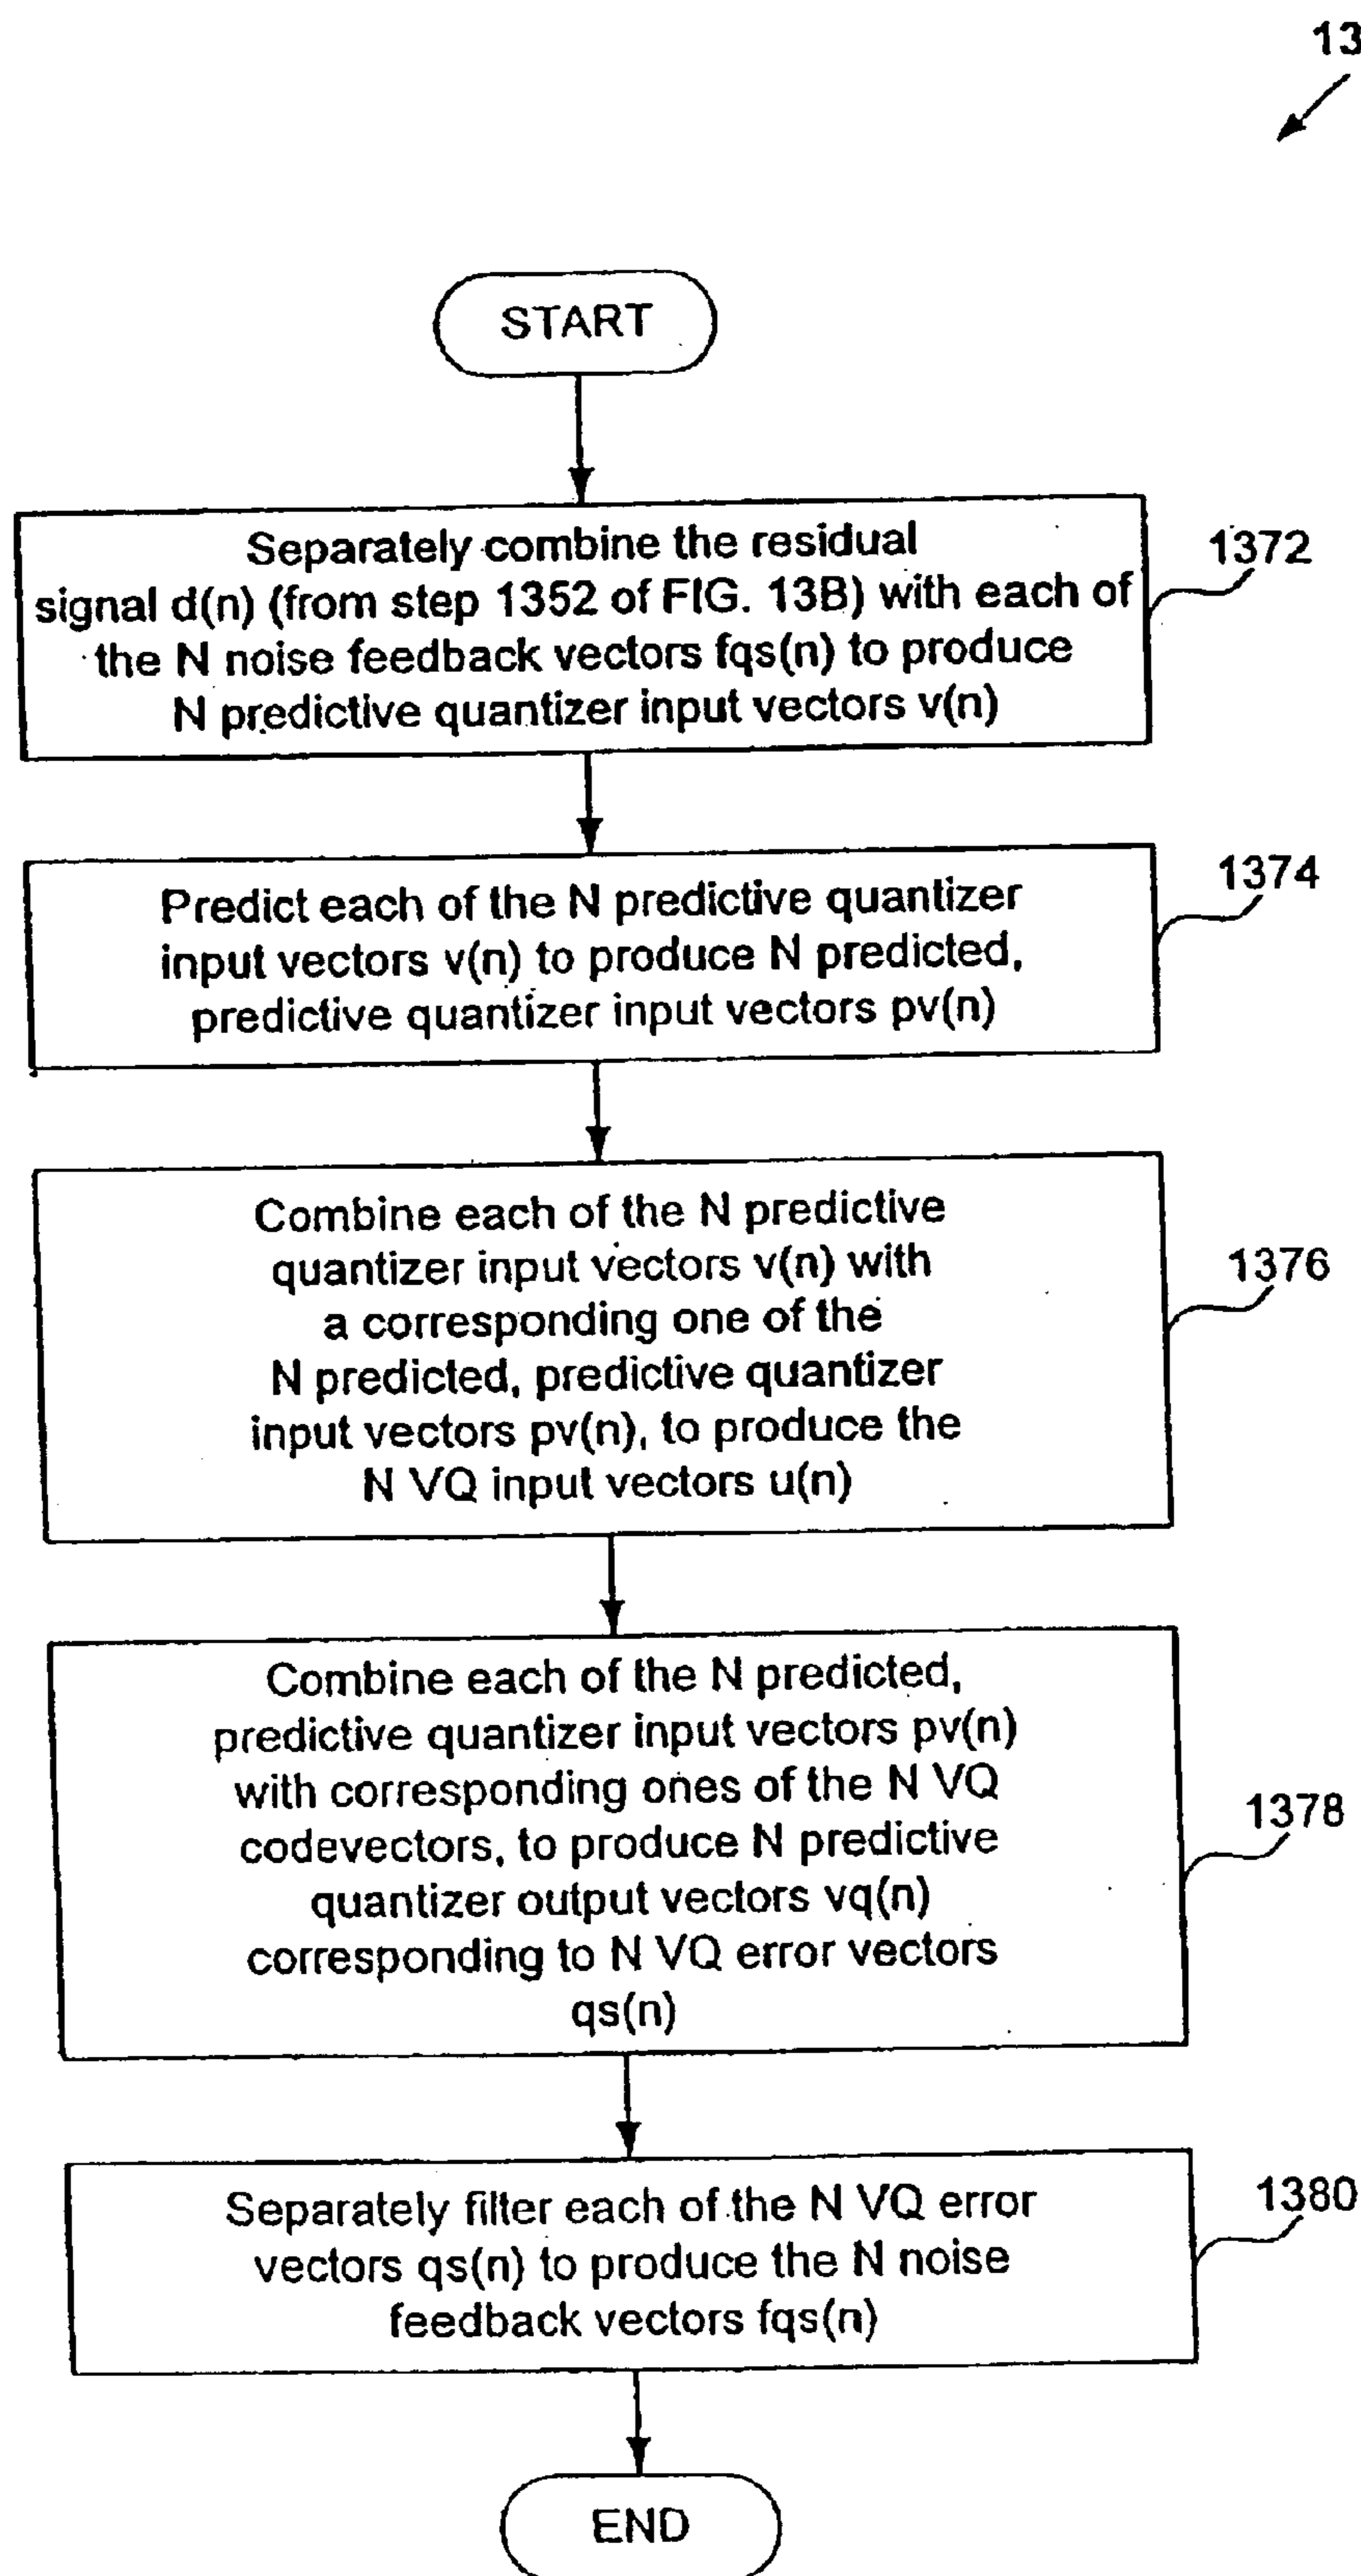 13
START
Separately combine the residual
signal d(n) (from step 1352 of FIG. 13B) with each of
the N noise feedback vectors fqs(n) to produce
N predictive quantizer input vectors v(n)
1372
Predict each of the N predictive quantizer
input vectors v(n) to produce N predicted,
predictive quantizer input vectors pv(n)
1374
Combine each of the N predictive
quantizer input vectors v(n) with
a corresponding one of the
N predicted, predictive quantizer
input vectors pv(n), to produce the
N VQ input vectors u(n)
1376
Combine each of the N predicted,
predictive quantizer input vectors pv(n)
with corresponding ones of the N VQ
codevectors, to produce N predictive
quantizer output vectors vq(n)
corresponding to N VQ error vectors
qs(n)
1378
Separately filter each of the N VQ error
vectors qs(n) to produce the N noise
feedback vectors fqs(n)
1380
END